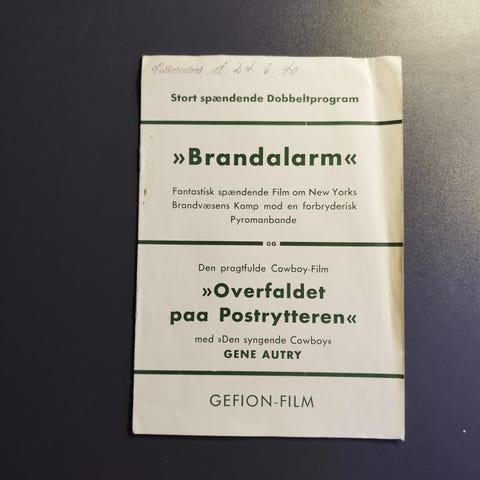 Folketeatret d. 24. 6. 40.
Stort spændende Dobbeltprogram
»Brandalarm«
Fantastisk spændende Film om New Yorks
Brandvæsens Kamp mod en forbryderisk
Pyromanbande
OG
Den pragtfulde Cowboy-Film
»Overfaldet
paa Postrytteren«
med »Den syngende Cowboy«
GENE AUTRY
GEFION-FILM